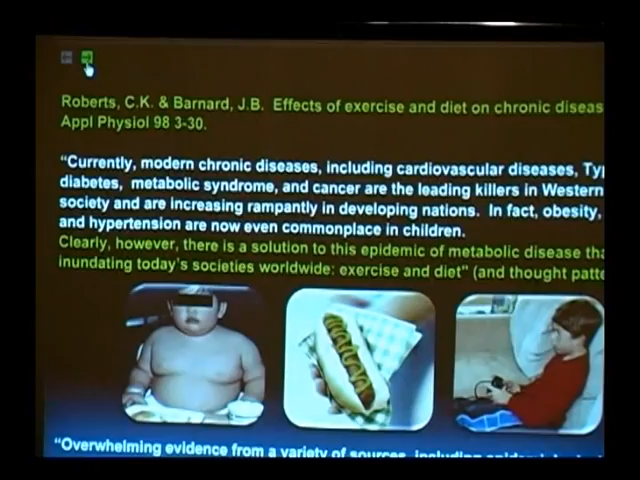 Roberts, C.K. & Barnard, J.B. Effects of exercise and diet on chronic diseas
Appl Physiol 98 3-30.
“Currently, modern chronic diseases, including cardiovascular diseases, Typ
diabetes, metabolic syndrome, and cancer are the leading killers in Western
society and are increasing rampantly in developing nations. In fact, obesity,
and hypertension are now even commonplace in children.
Clearly, however, there is a solution to this epidemic of metabolic disease tha
inundating today's societies worldwide: exercise and diet" (and thought patte
“Overwhelming evidence from a variety of sources, including